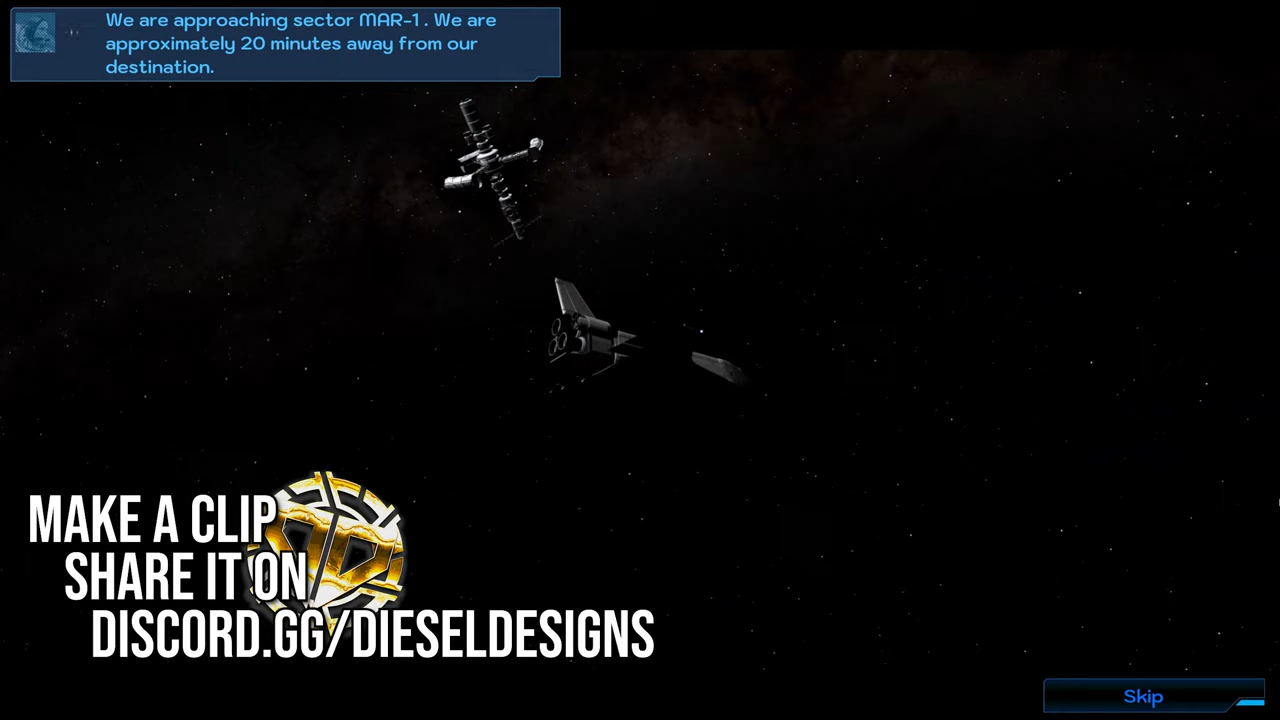 We are approaching sector MAR-1. We are
approximately 20 minutes away from our
destination.
MAKE A CLIP
SHARE IT ON
DISCORD.GG/DIESELDESIGNS
Skip